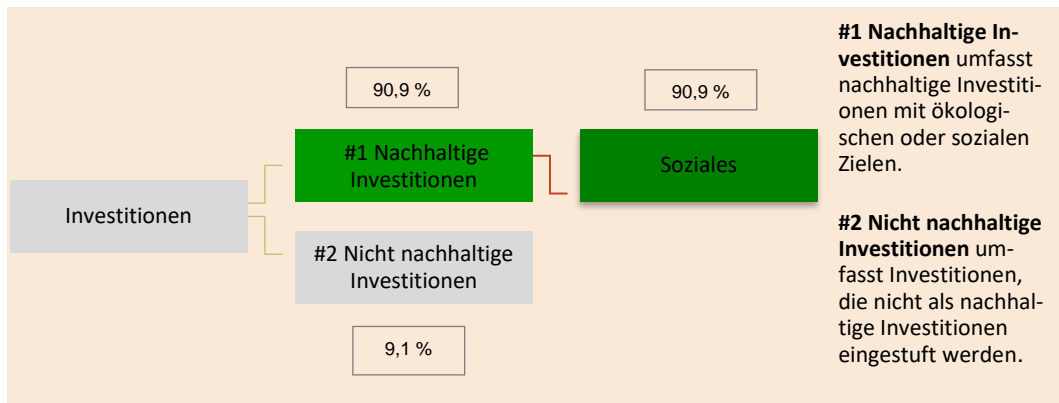 90,9 %
90,9 %
#1 Nachhaltige
Investitionen
Soziales
Investitionen
#2 Nicht nachhaltige
Investitionen
9,1 %
#1 Nachhaltige In-
vestitionen umfasst
nachhaltige Investiti-
onen mit ökologi-
schen oder sozialen
Zielen.
#2 Nicht nachhaltige
Investitionen um-
fasst Investitionen,
die nicht als nachhal-
tige Investitionen
eingestuft werden.